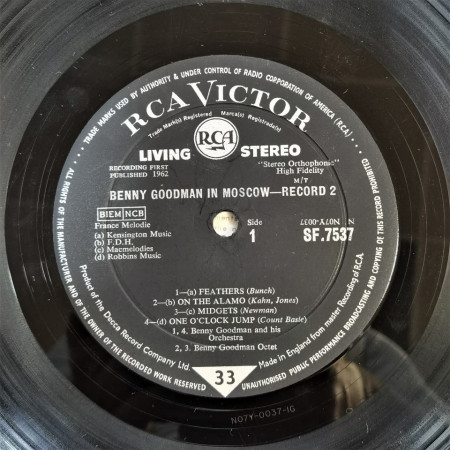 TRADE MARKS USED BY AUTHORITY & UNDER CONTROL OF RADIO CORPORATION OF AMERICA (R.C.A.)
RCA VICTOR
Trade Mark(s) Registered Marca(s) Registrada(s)
RCA
LIVING STEREO
RECORDING FIRST
PUBLISHED 1962
"Stereo Orthophonic"
High Fidelity
M/T
BENNY GOODMAN IN MOSCOW—RECORD 2
BIEM NCB
France Melodie
(a) Kensington Music
(b) F.D.H.
(c) Macmelodies
(d) Robbins Music
Side
1
N N07Y-0037
SF.7537
1—(a) FEATHERS (Bunch)
2—(b) ON THE ALAMO (Kahn, Jones)
3—(c) MIDGETS (Newman)
4—(d) ONE O'CLOCK JUMP (Count Basie)
1, 4. Benny Goodman and his
Orchestra
2, 3. Benny Goodman Octet
Product of the Decca Record Company Ltd.
Made in England from master Recording of R.C.A.
33
ALL RIGHTS OF THE MANUFACTURER AND OF THE OWNER OF THE RECORDED WORK RESERVED
UNAUTHORISED PUBLIC PERFORMANCE BROADCASTING AND COPYING OF THIS RECORD PROHIBITED
N07Y-0037-1G